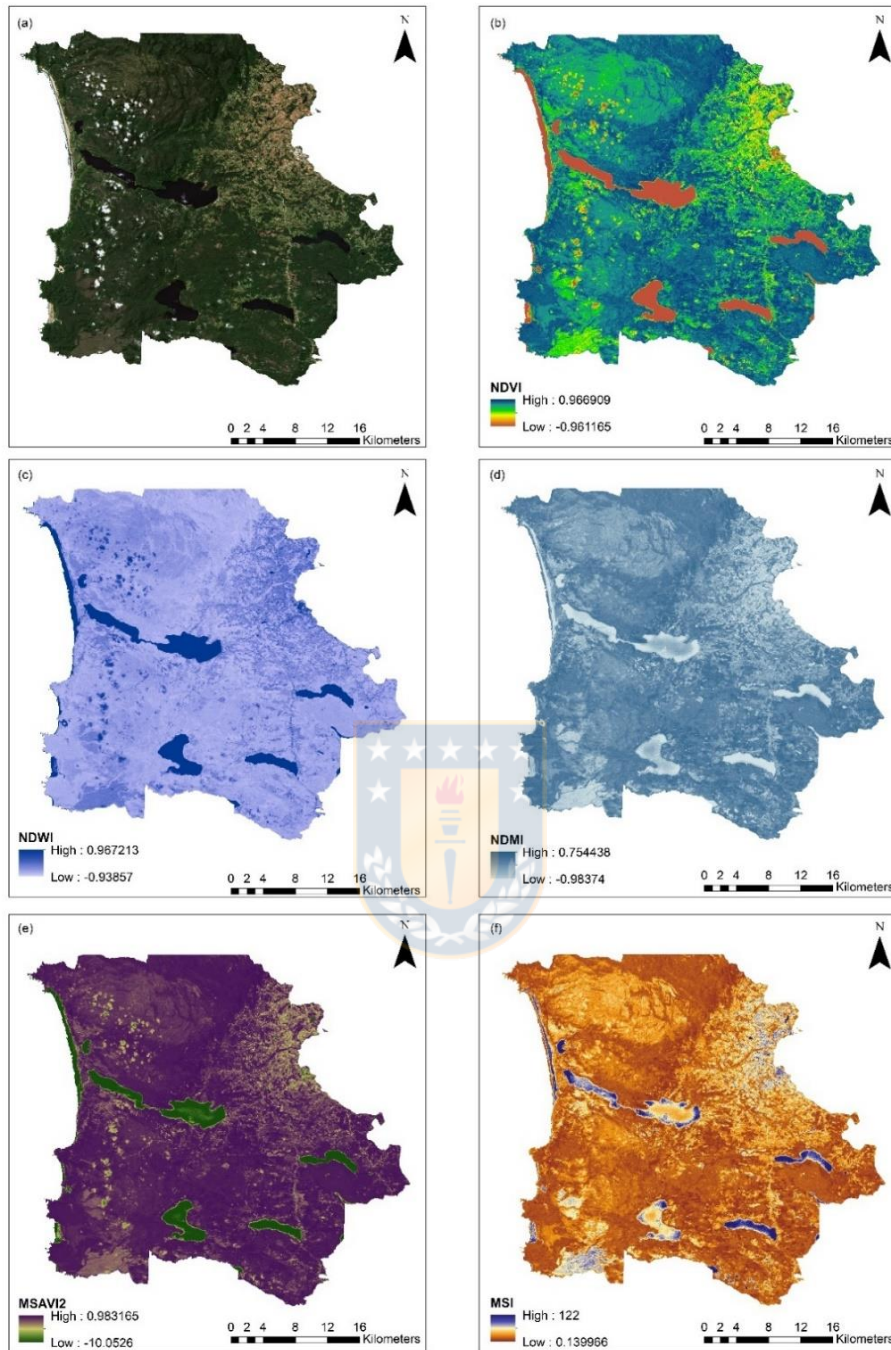 (a)
N
0 2 4 8 12 16
Kilometers
(b)
N
NDVI
High : 0.966909
Low : -0.961165
0 2 4 8 12 16
Kilometers
(c)
N
NDWI
High : 0.967213
Low : -0.93857
0 2 4 8 12 16
Kilometers
(d)
N
NDMI
High : 0.754438
Low : -0.98374
0 2 4 8 12 16
Kilometers
(e)
N
MSAVI2
High : 0.983165
Low : -10.0526
0 2 4 8 12 16
Kilometers
(f)
N
MSI
High : 122
Low : 0.139966
0 2 4 8 12 16
Kilometers